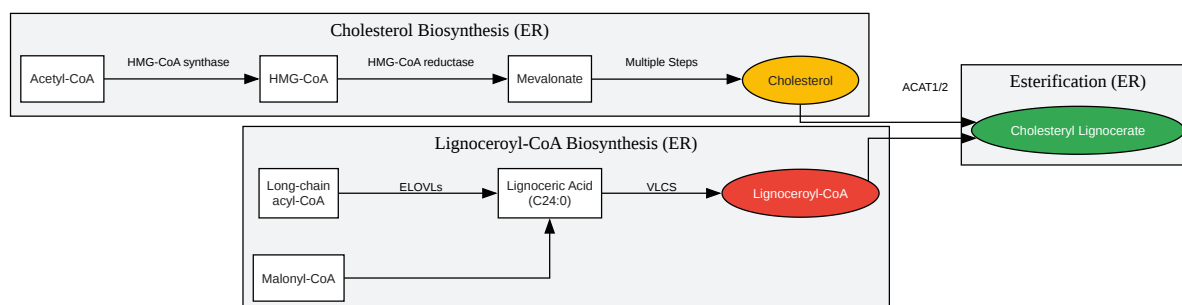 Cholesterol Biosynthesis (ER)
HMG-CoA synthase
HMG-CoA reductase
Multiple Steps
Acetyl-CoA
HMG-CoA
Mevalonate
Cholesterol
ACAT1/2
Esterification (ER)
Cholesteryl Lignocerate
Lignoceroyl-CoA Biosynthesis (ER)
Long-chain
acyl-CoA
ELOVLs
Lignoceric Acid
(C24:0)
VLCS
Lignoceroyl-CoA
Malonyl-CoA